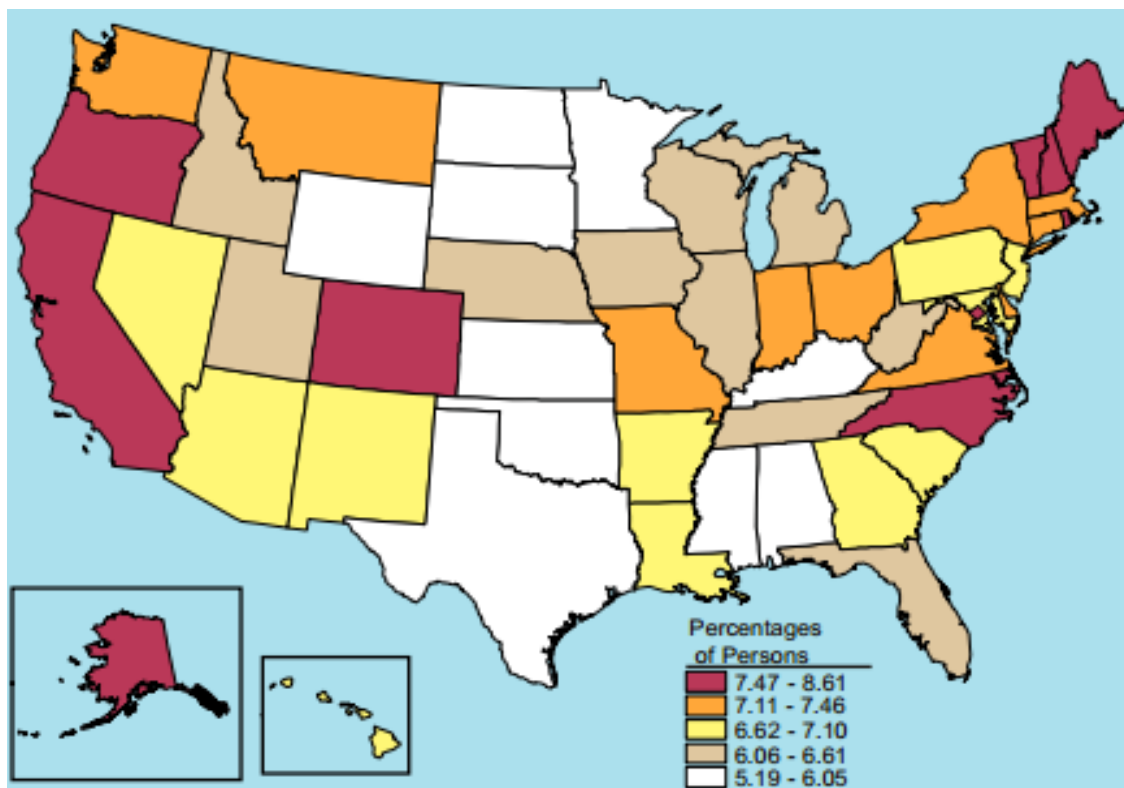 Percentages
of Persons
7.47 - 8.61
7.11 - 7.46
6.62 - 7.10
6.06 - 6.61
5.19 - 6.05